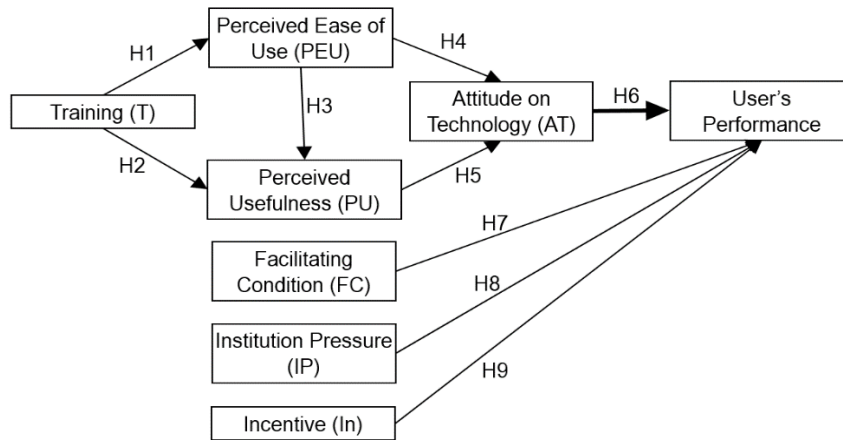 Perceived Ease of
Use (PEU)
H1
H4
Training (T)
H3
Attitude on
Technology (AT)
H6
User's
Performance
H2
Perceived
Usefulness (PU)
H5
H7
Facilitating
Condition (FC)
H8
Institution Pressure
(IP)
H9
Incentive (In)